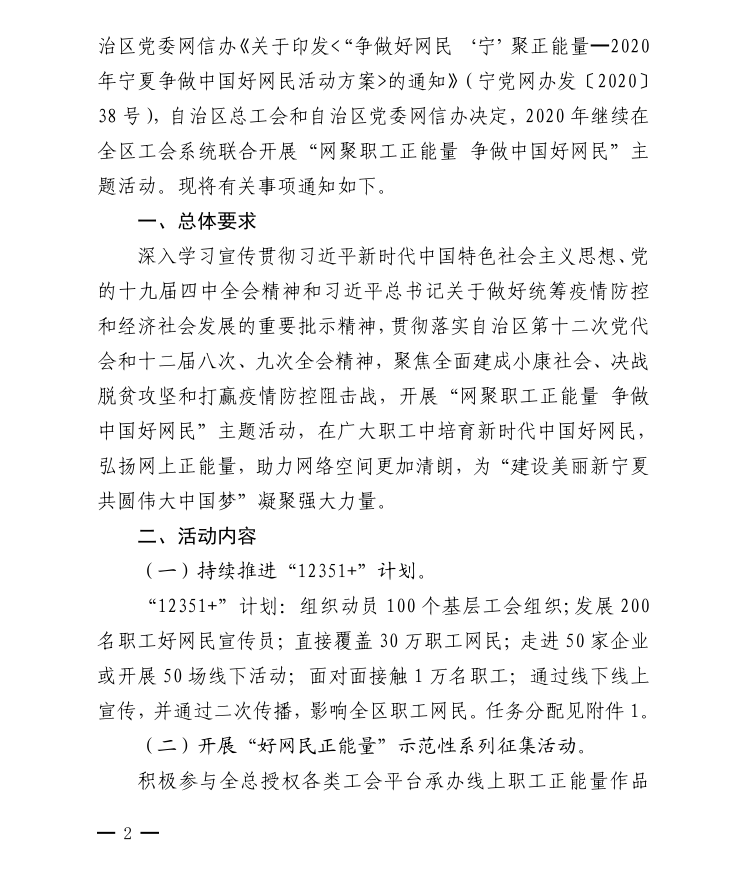 治区党委网信办《关于印发<“争做好网民 ‘宁’聚正能量—2020
年宁夏争做中国好网民活动方案>的通知》（宁党网办发〔2020〕
38号），自治区总工会和自治区党委网信办决定，2020年继续在
全区工会系统联合开展“网聚职工正能量 争做中国好网民”主
题活动。现将有关事项通知如下。
一、总体要求
深入学习宣传贯彻习近平新时代中国特色社会主义思想、党
的十九届四中全会精神和习近平总书记关于做好统筹疫情防控
和经济社会发展的重要批示精神，贯彻落实自治区第十二次党代
会和十二届八次、九次全会精神，聚焦全面建成小康社会、决战
脱贫攻坚和打赢疫情防控阻击战，开展“网聚职工正能量 争做
中国好网民”主题活动，在广大职工中培育新时代中国好网民，
弘扬网上正能量，助力网络空间更加清朗，为“建设美丽新宁夏
共圆伟大中国梦”凝聚强大力量。
二、活动内容
（一）持续推进“12351+”计划。
“12351+”计划：组织动员100个基层工会组织；发展200
名职工好网民宣传员；直接覆盖30万职工网民；走进50家企业
或开展50场线下活动；面对面接触1万名职工；通过线下线上
宣传，并通过二次传播，影响全区职工网民。任务分配见附件1。
（二）开展“好网民正能量”示范性系列征集活动。
积极参与全总授权各类工会平台承办线上职工正能量作品
— 2 —